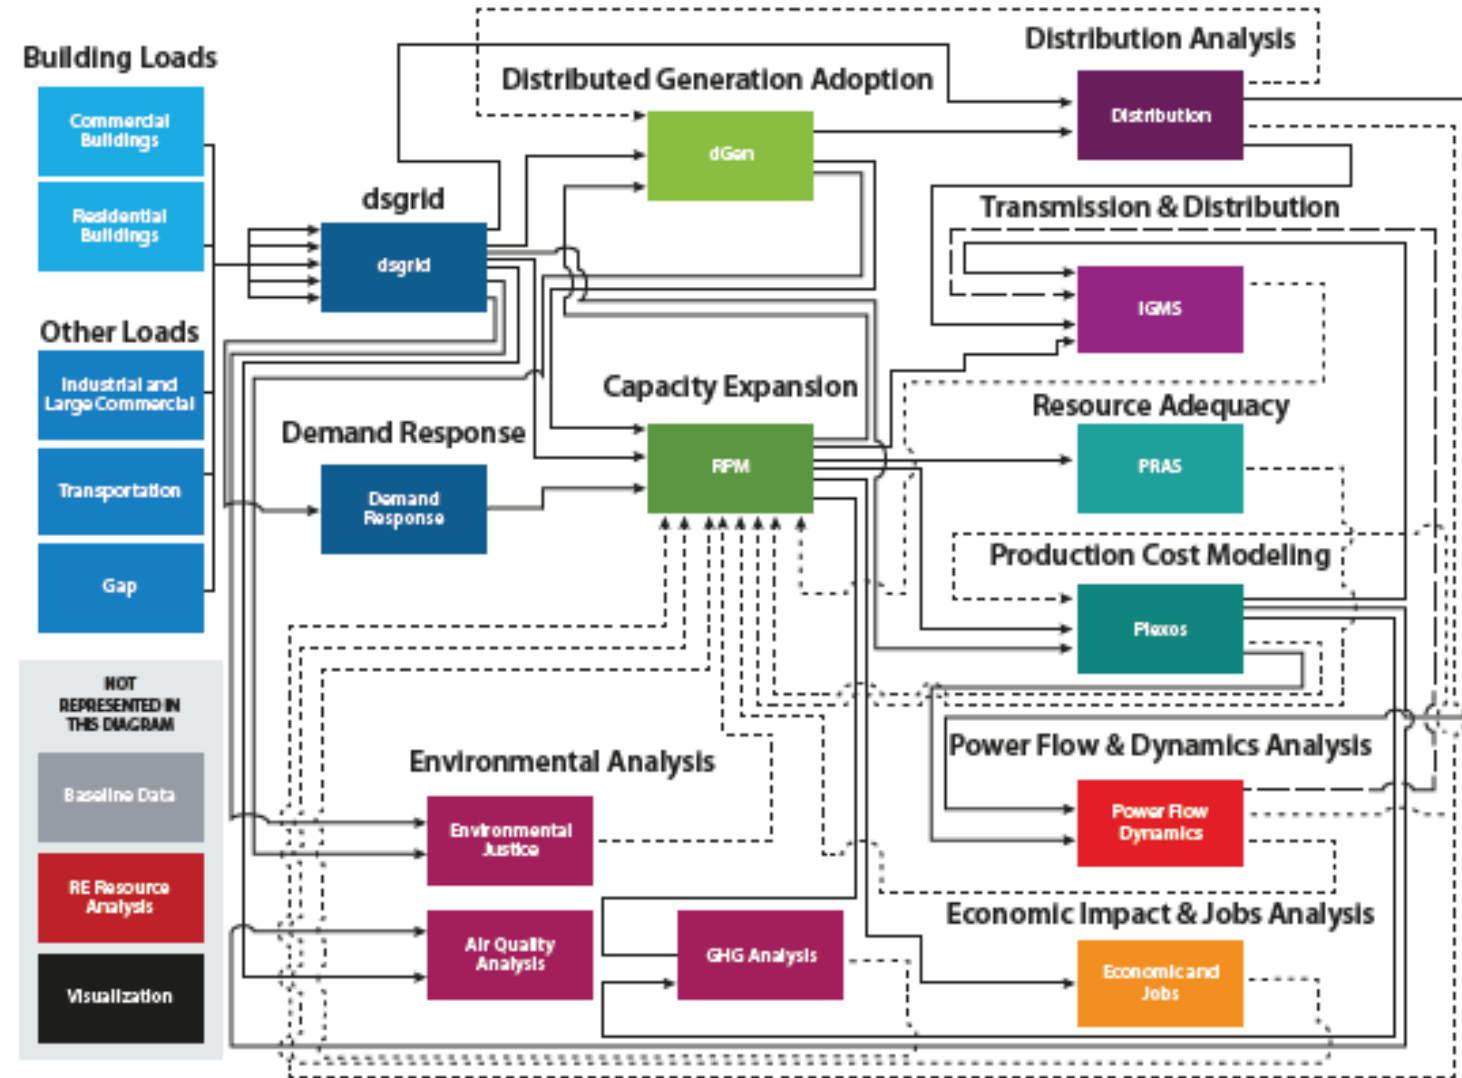 Building Loads
Commercial
Buildings
Residential
Buildings
Other Loads
Industrial and
Large Commercial
Transportation
Gap
NOT
REPRESENTED IN
THIS DIAGRAM
Baseline Data
RE Resource
Analysis
Visualization
dsgrid
dsgrid
Demand Response
Demand
Response
Distributed Generation Adoption
dGen
Capacity Expansion
RPM
Environmental Analysis
Environmental
Justice
Air Quality
Analysis
GHG Analysis
Distribution Analysis
Distribution
Transmission & Distribution
IGMS
Resource Adequacy
PRAS
Production Cost Modeling
Plexos
Power Flow & Dynamics Analysis
Power Flow
Dynamics
Economic Impact & Jobs Analysis
Economic and
Jobs